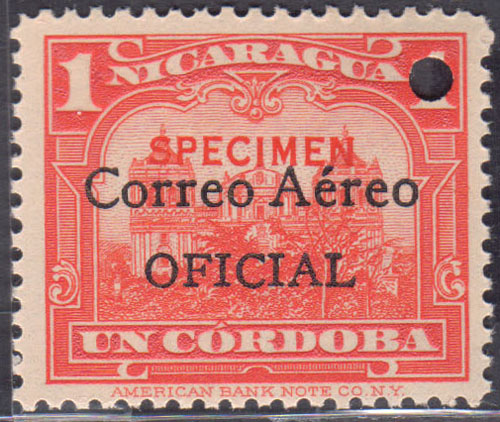 NICARAGUA
1 1
SPECIMEN
Correo Aéreo
OFICIAL
UN CÓRDOBA
AMERICAN BANK NOTE CO. N.Y.